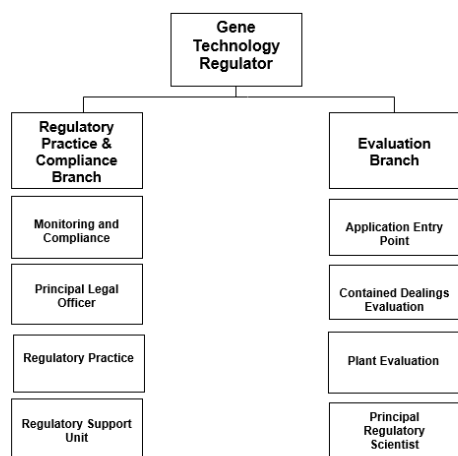 Gene
Technology
Regulator
Regulatory
Practice &
Compliance
Branch
Monitoring and
Compliance
Principal Legal
Officer
Regulatory Practice
Regulatory Support
Unit
Evaluation
Branch
Application Entry
Point
Contained Dealings
Evaluation
Plant Evaluation
Principal
Regulatory
Scientist